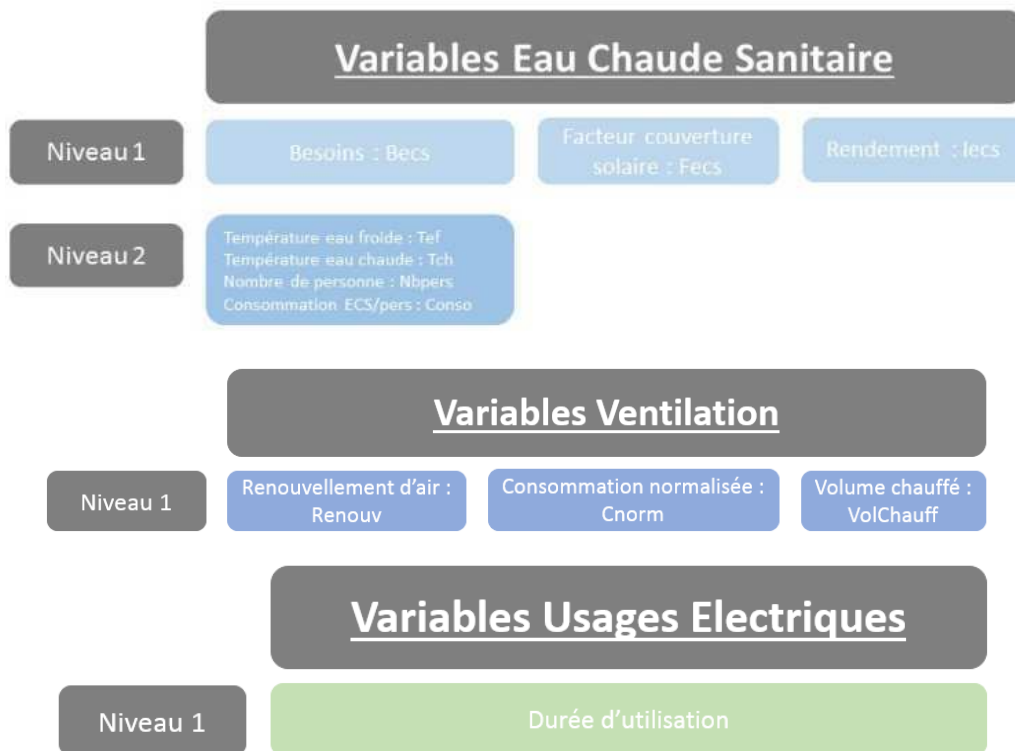 Variables Eau Chaude Sanitaire
Niveau 1
Besoins : Becs
Facteur couverture
solaire : Fecs
Rendement : Iecs
Niveau 2
Température eau froide : Tef
Température eau chaude : Tch
Nombre de personne : Nbpers
Consommation ECS/pers : Conso
Variables Ventilation
Niveau 1
Renouvellement d'air :
Renouv
Consommation normalisée :
Cnorm
Volume chauffé :
VolChauff
Variables Usages Electriques
Niveau 1
Durée d'utilisation